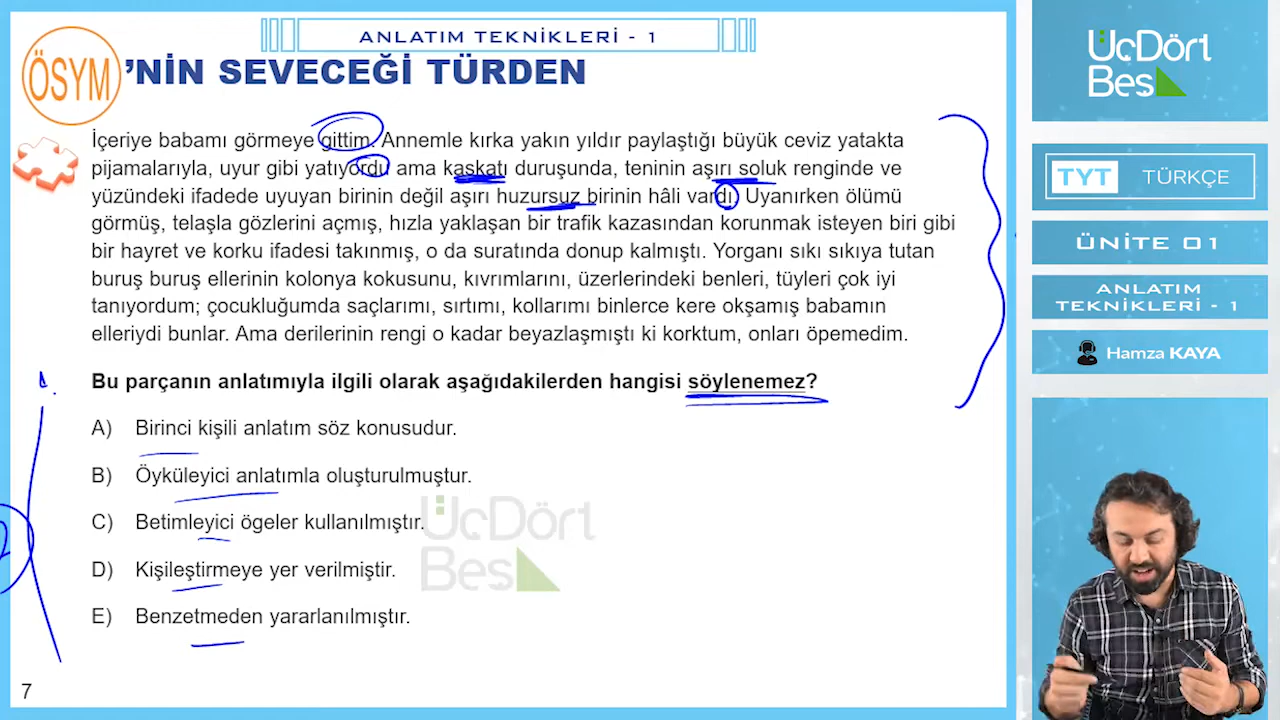 ANLATIM TEKNİKLERİ - 1
ÖSYM 'NİN SEVECEĞİ TÜRDEN
İçeriye babamı görmeye gittim. Annemle kırka yakın yıldır paylaştığı büyük ceviz yatakta
pijamalarıyla, uyur gibi yatıyordu ama kaskatı duruşunda, teninin aşırı soluk renginde ve
yüzündeki ifadede uyuyan birinin değil aşırı huzursuz birinin hâli vardı. Uyanırken ölümü
görmüş, telaşla gözlerini açmış, hızla yaklaşan bir trafik kazasından korunmak isteyen biri gibi
bir hayret ve korku ifadesi takınmış, o da suratında donup kalmıştı. Yorganı sıkı sıkıya tutan
buruş buruş ellerinin kolonya kokusunu, kıvrımlarını, üzerlerindeki benleri, tüyleri çok iyi
tanıyordum; çocukluğumda saçlarımı, sırtımı, kollarımı binlerce kere okşamış babamın
elleriydi bunlar. Ama derilerinin rengi o kadar beyazlaşmıştı ki korktum, onları öpemedim.
Bu parçanın anlatımıyla ilgili olarak aşağıdakilerden hangisi söylenemez?
A) Birinci kişili anlatım söz konusudur.
B) Öyküleyici anlatımla oluşturulmuştur.
C) Betimleyici ögeler kullanılmıştır.
D) Kişileştirmeye yer verilmiştir.
E) Benzetmeden yararlanılmıştır.
ÜçDört
Beş
7
ÜçDört
Beş
TYT TÜRKÇE
ÜNİTE 01
ANLATIM
TEKNİKLERİ - 1
Hamza KAYA